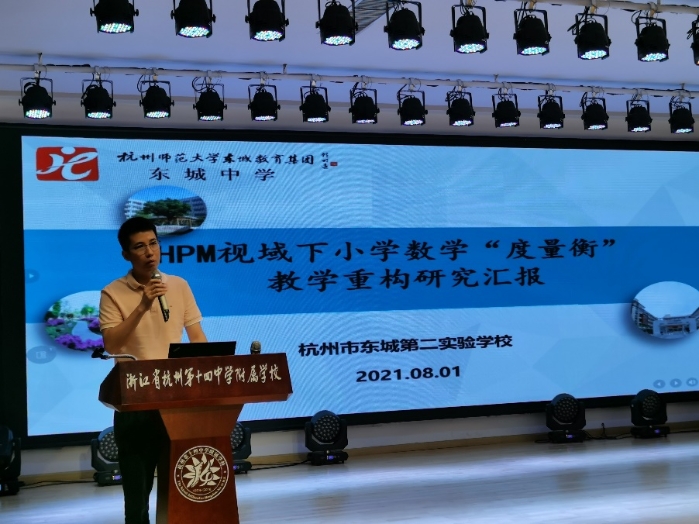 杭州师范大学东城教育集团
东城中学
HPM视域下小学数学“度量衡”
教学重构研究汇报
杭州市东城第二实验学校
2021.08.01
浙江省杭州第十四中学附属学校